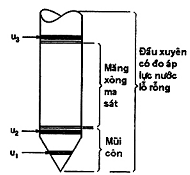 u₃
Măng
xông
ma
sát
Đầu xuyên
có đo áp
lực nước
lỗ rỗng
u₂
Mũi
côn
u₁